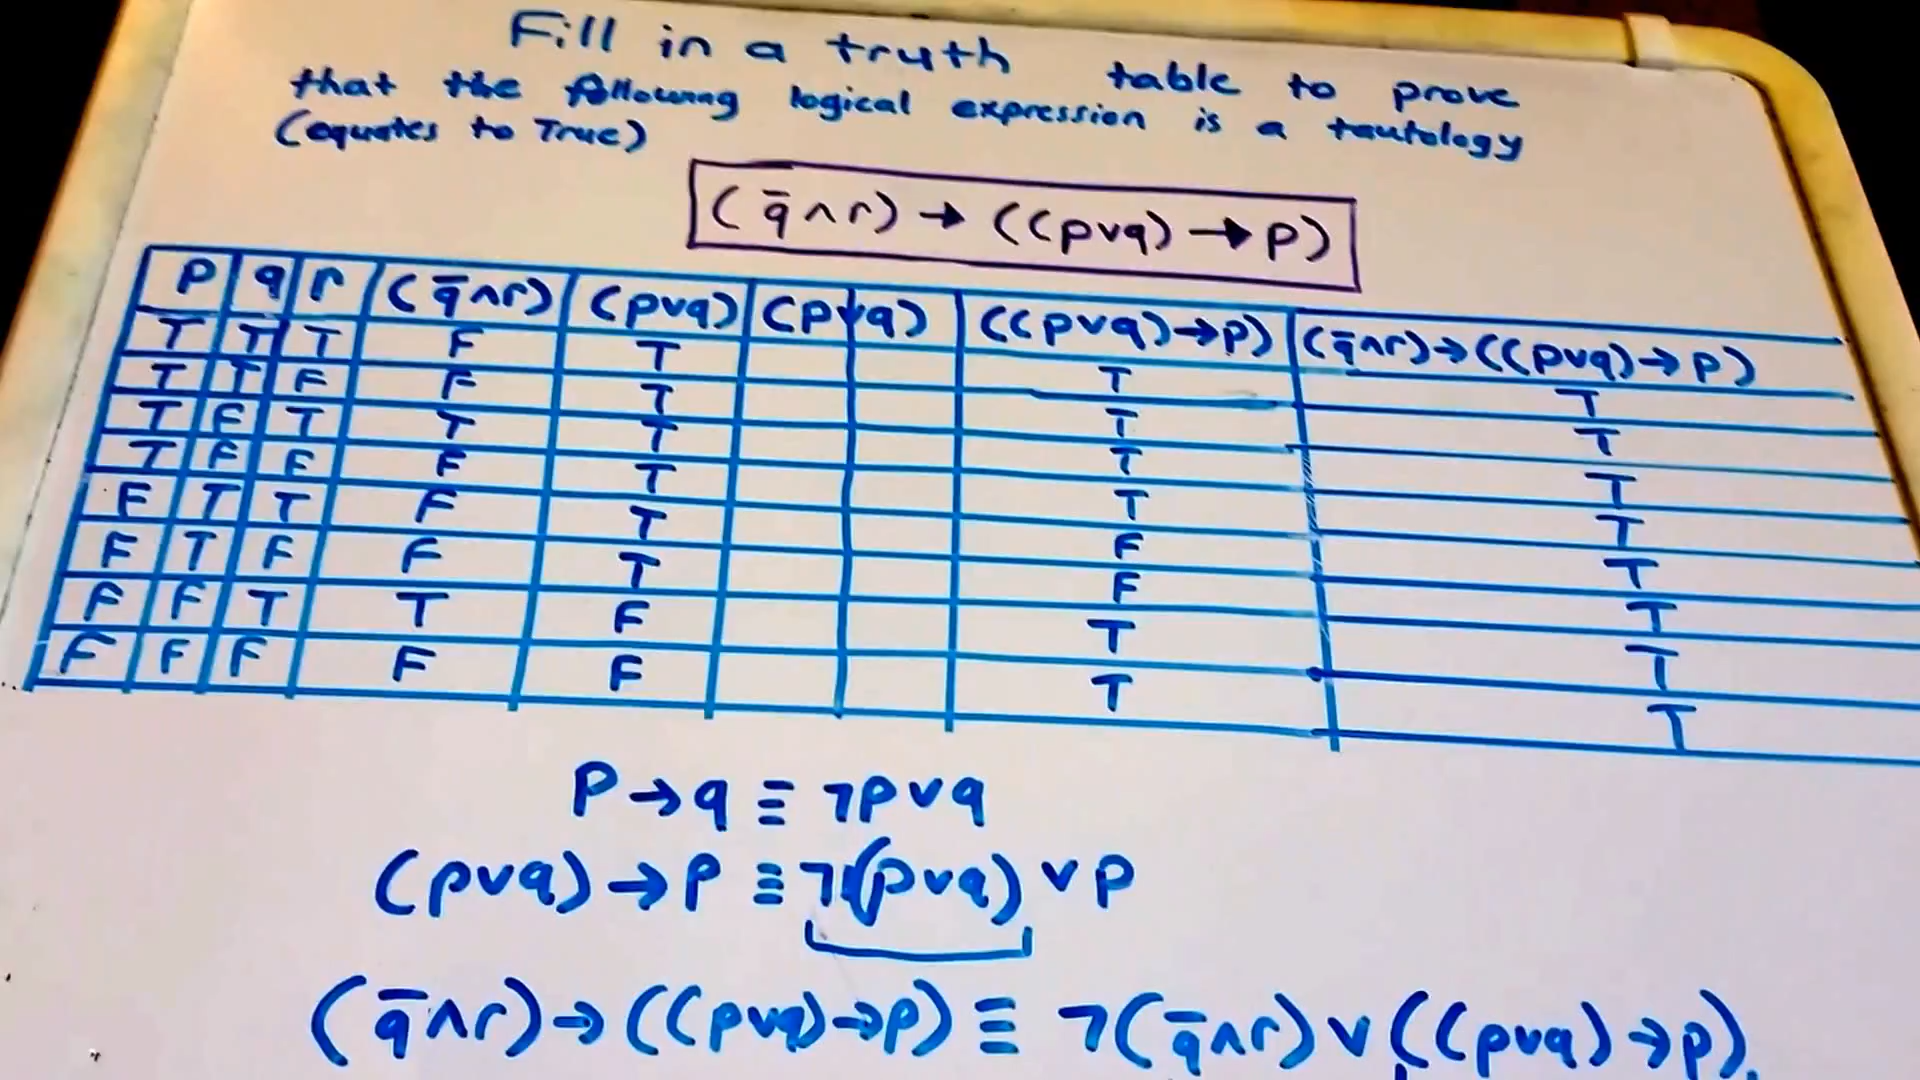 Fill in a truth table to prove
that the following logical expression is a tautology
(equates to True)
(q̅∧r) → ((p∨q) → p)
p q r (q̅∧r) (p∨q) (p∨q) ((p∨q)→p) (q̅∧r)→((p∨q)→p)
T T T F T T T
T T F F T T T
T F T T T T T
T F F F T T T
F T T F T F T
F T F F T F T
F F T T F T T
F F F F F T T
p→q ≡ ¬p∨q
(p∨q)→p ≡ ¬(p∨q)∨p
(q̅∧r)→((p∨q)→p) ≡ ¬(q̅∧r)∨((p∨q)→p)